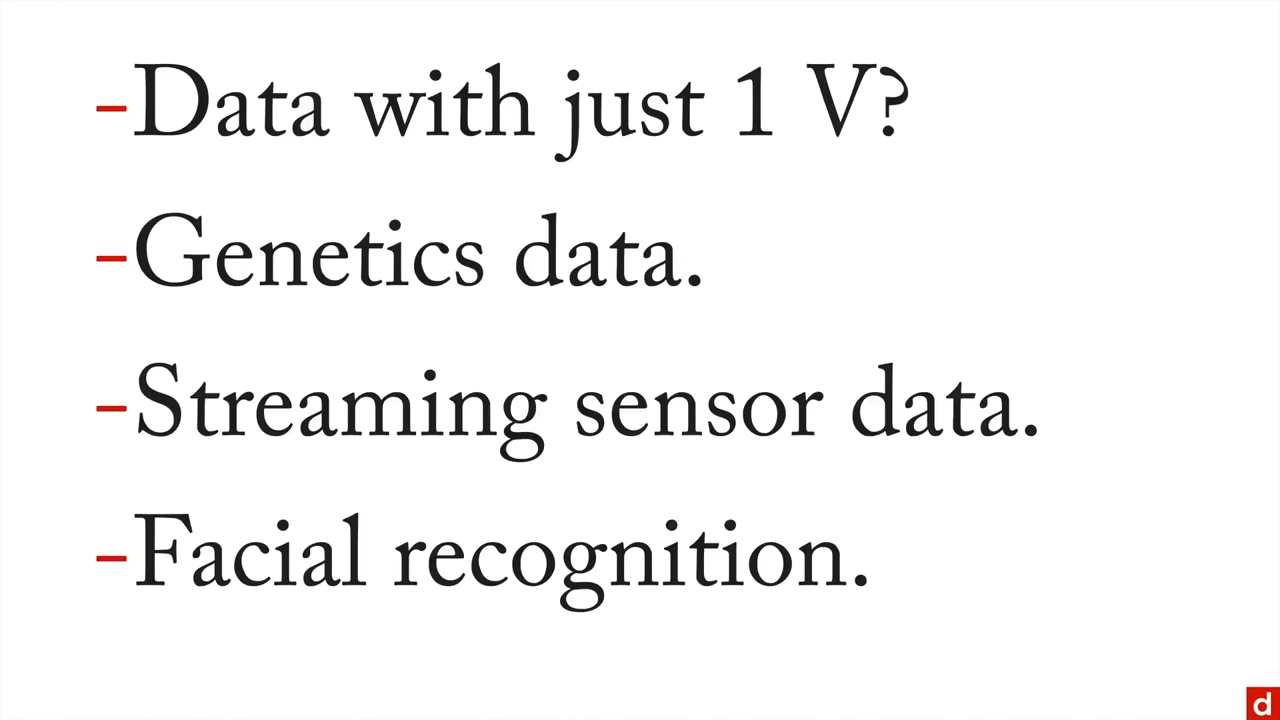 -Data with just 1 V?
-Genetics data.
-Streaming sensor data.
-Facial recognition.
d